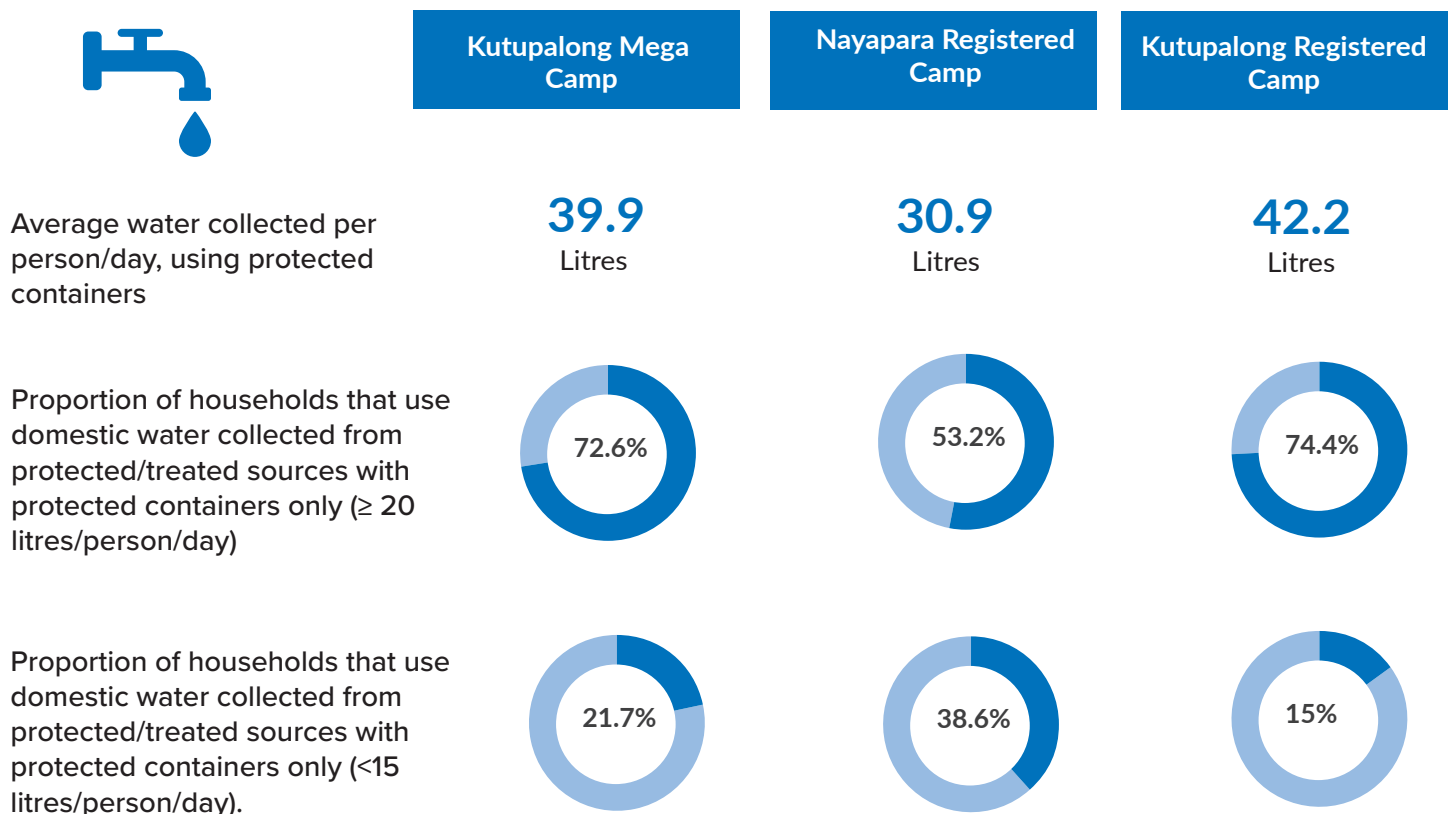 Kutupalong Mega
Camp
Nayapara Registered
Camp
Kutupalong Registered
Camp
Average water collected per
person/day, using protected
containers
39.9
Litres
30.9
Litres
42.2
Litres
Proportion of households that use
domestic water collected from
protected/treated sources with
protected containers only (≥ 20
litres/person/day)
72.6%
53.2%
74.4%
Proportion of households that use
domestic water collected from
protected/treated sources with
protected containers only (<15
litres/person/day).
21.7%
38.6%
15%